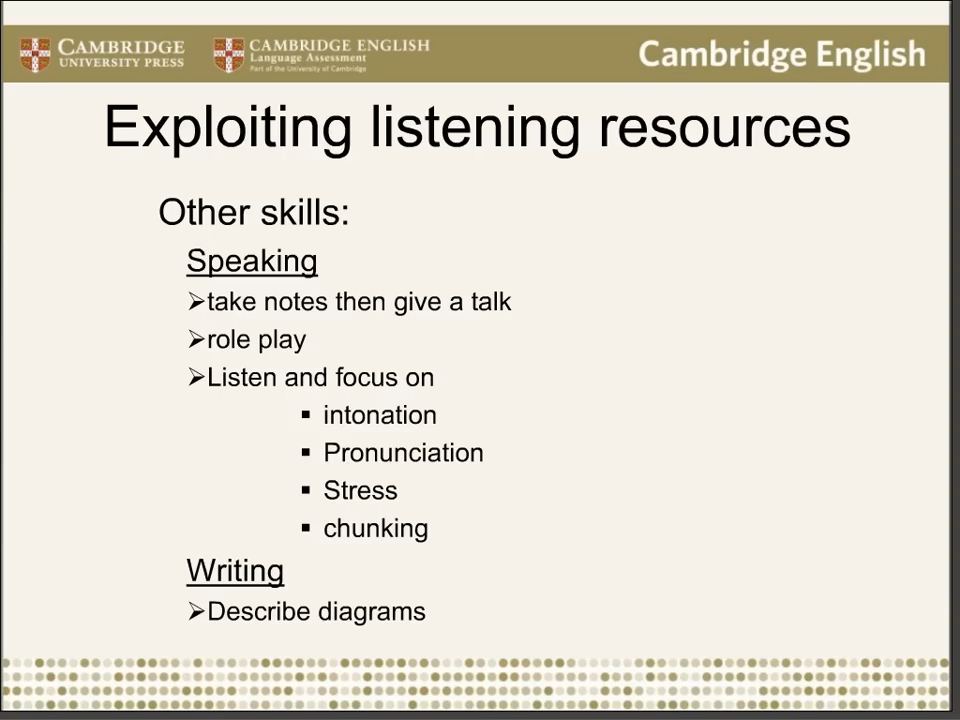 CAMBRIDGE
UNIVERSITY PRESS
CAMBRIDGE ENGLISH
Language Assessment
Part of the University of Cambridge
Cambridge English
Exploiting listening resources
Other skills:
Speaking
➢take notes then give a talk
➢role play
➢Listen and focus on
▪ intonation
▪ Pronunciation
▪ Stress
▪ chunking
Writing
➢Describe diagrams